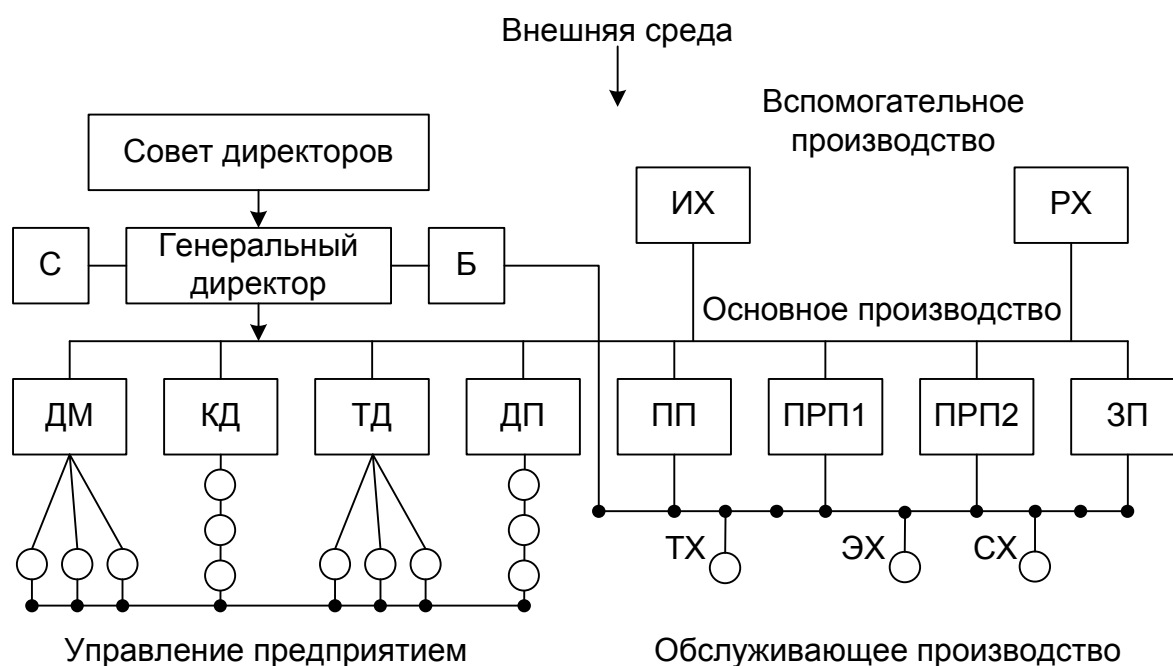 Внешняя среда
Вспомогательное
производство
Совет директоров
ИХ
РХ
С
Генеральный
директор
Б
Основное производство
ДМ
КД
ТД
ДП
ПП
ПРП1
ПРП2
ЗП
ТХ
ЭХ
СХ
Управление предприятием
Обслуживающее производство